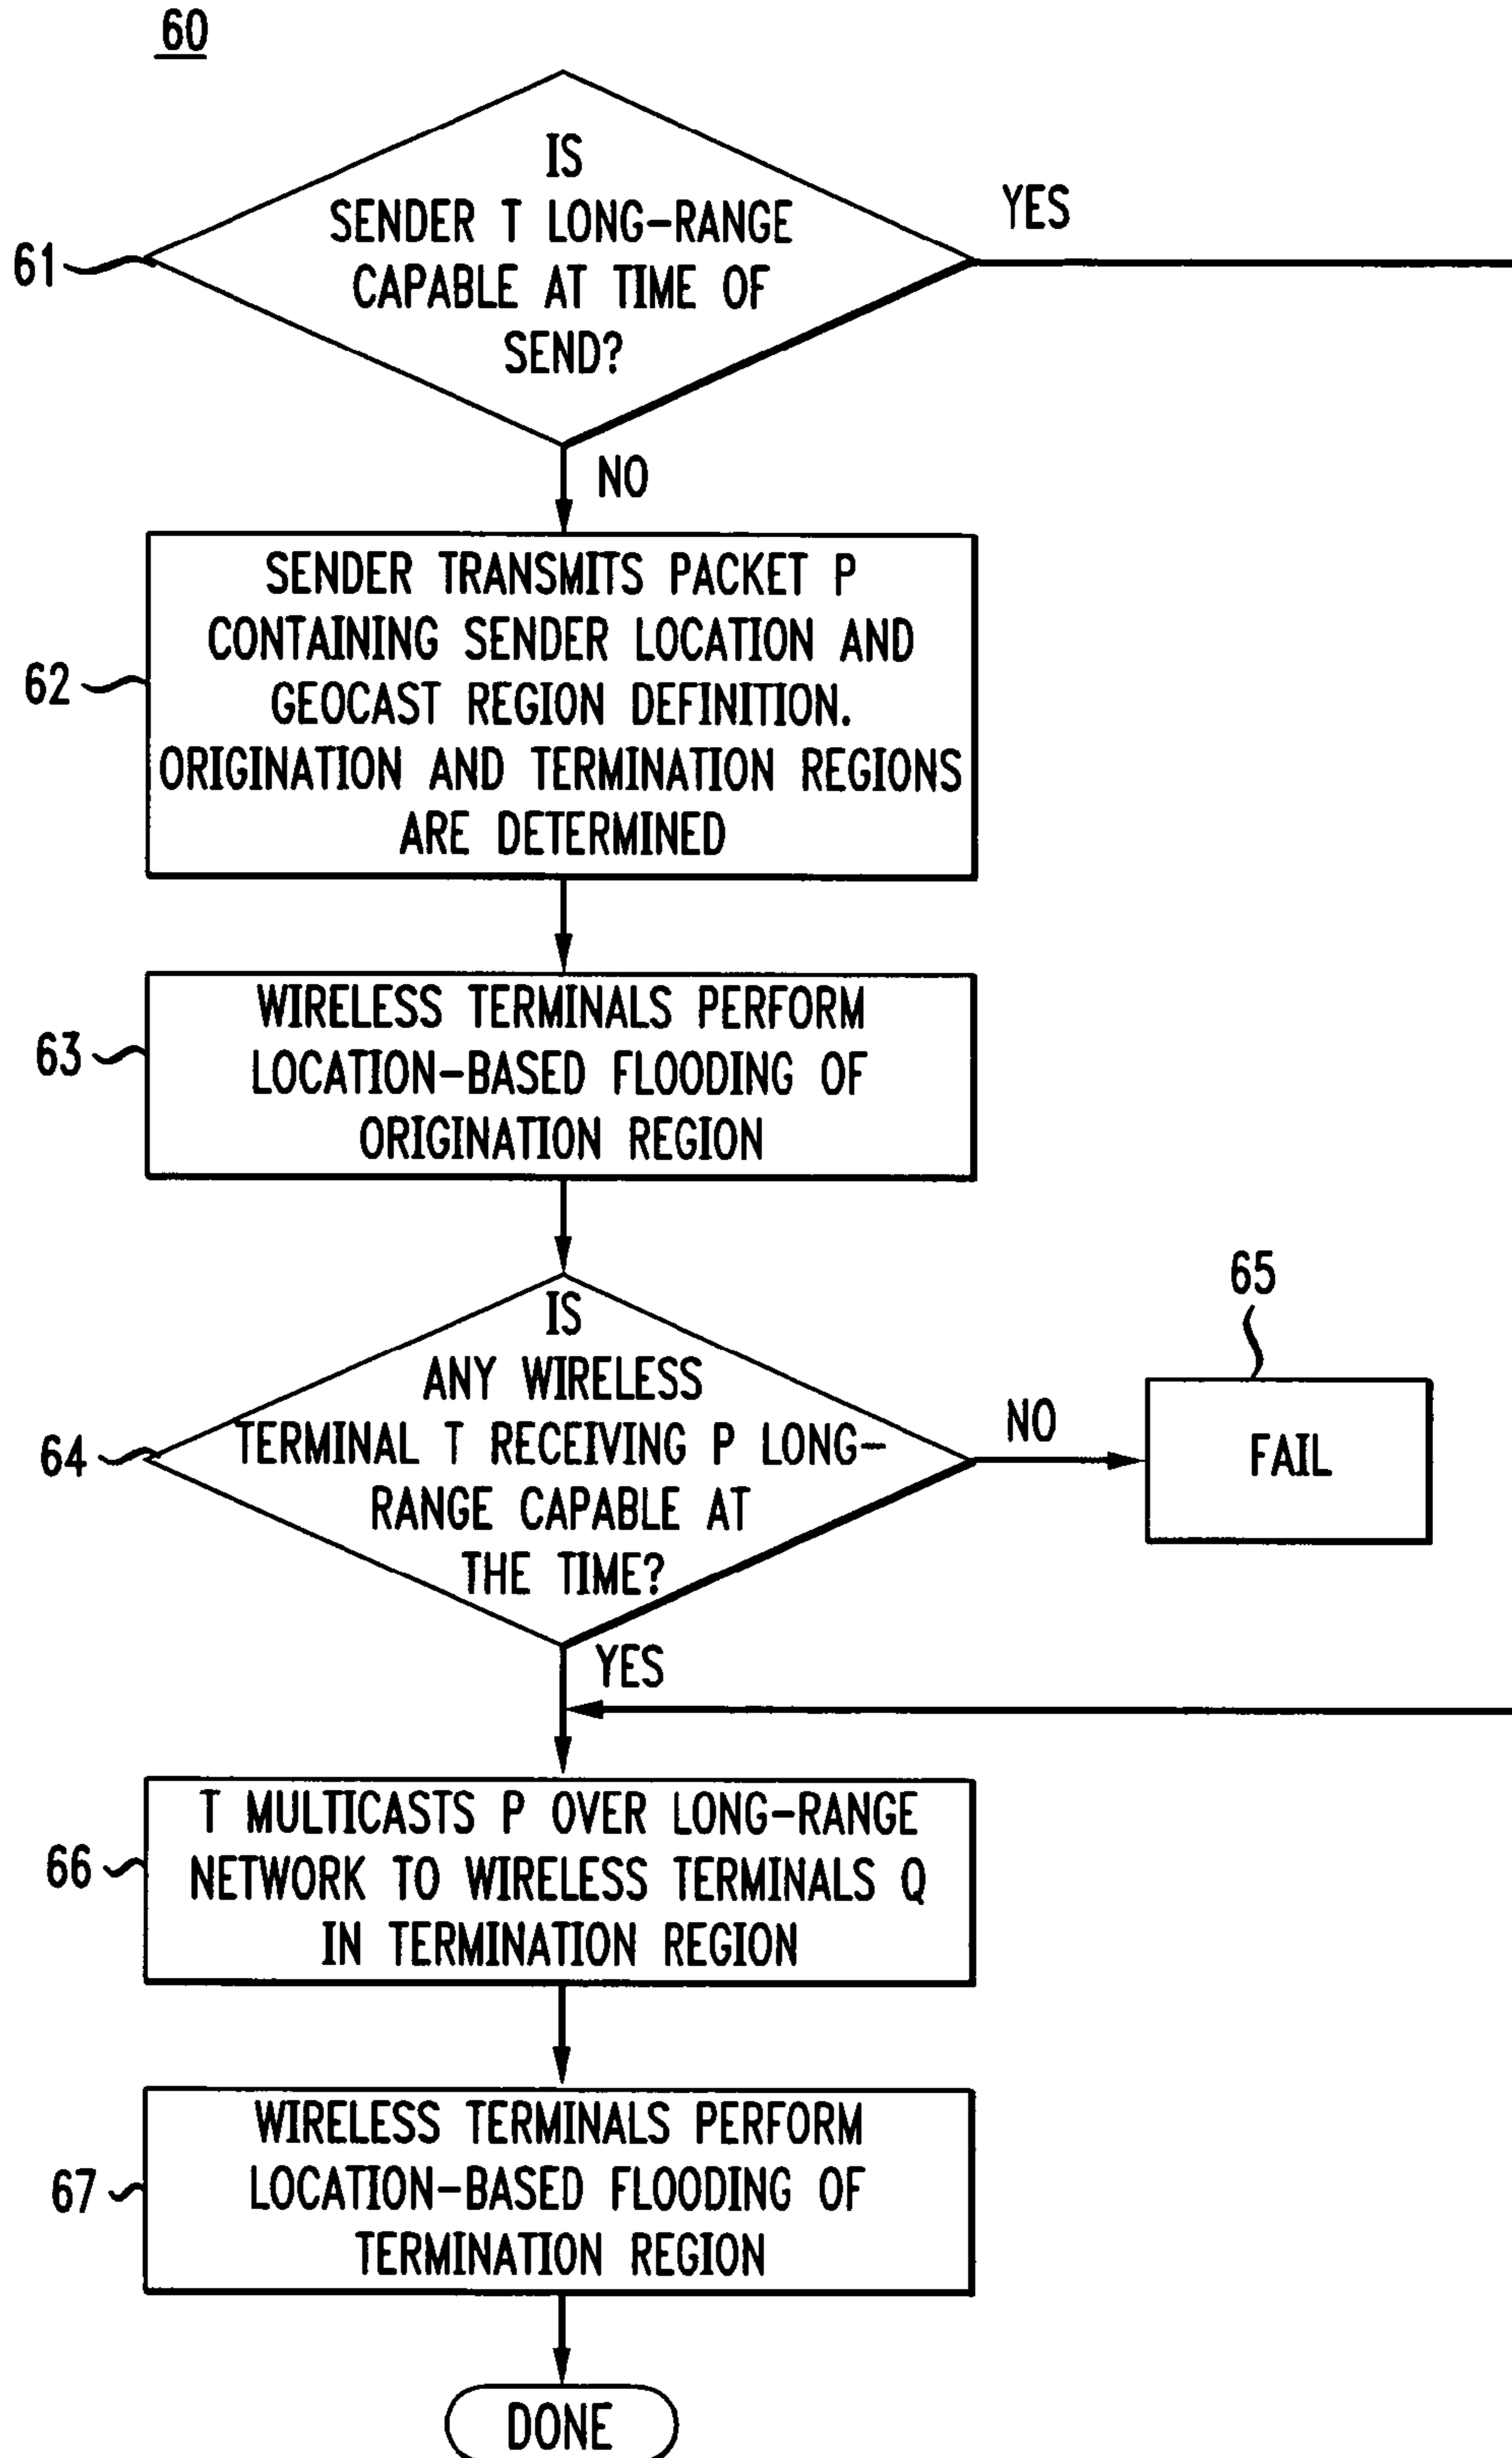 60
IS
SENDER T LONG-RANGE
CAPABLE AT TIME OF
SEND?
YES
61
NO
SENDER TRANSMITS PACKET P
CONTAINING SENDER LOCATION AND
GEOCAST REGION DEFINITION.
ORIGINATION AND TERMINATION REGIONS
ARE DETERMINED
62
WIRELESS TERMINALS PERFORM
LOCATION-BASED FLOODING OF
ORIGINATION REGION
63
IS
ANY WIRELESS
TERMINAL T RECEIVING P LONG-
RANGE CAPABLE AT
THE TIME?
64
NO
65
FAIL
YES
T MULTICASTS P OVER LONG-RANGE
NETWORK TO WIRELESS TERMINALS Q
IN TERMINATION REGION
66
WIRELESS TERMINALS PERFORM
LOCATION-BASED FLOODING OF
TERMINATION REGION
67
DONE